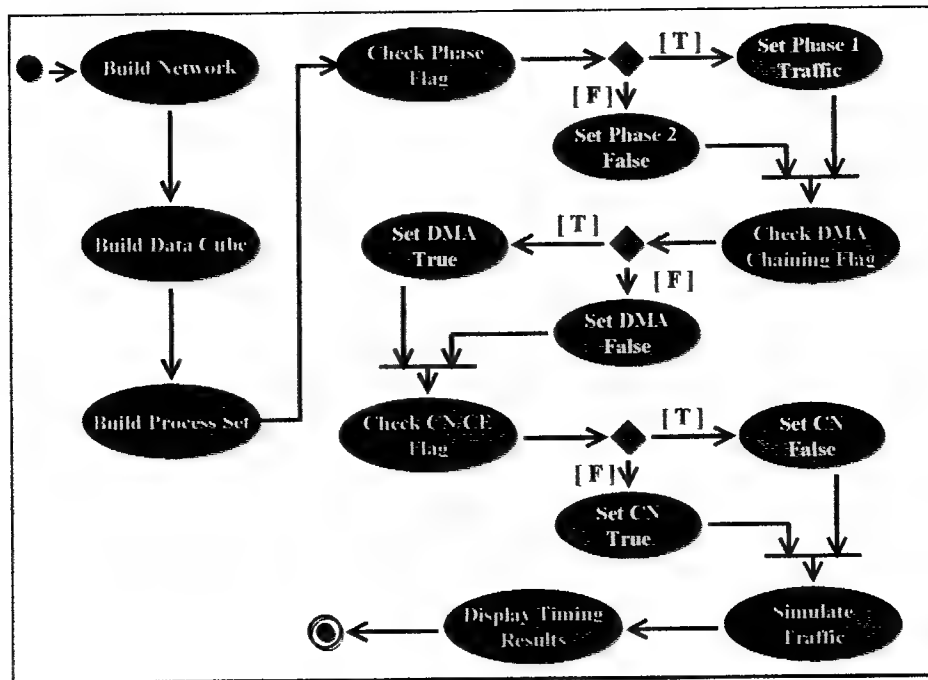 Build Network
Check Phase
Flag
[ T ]
Set Phase 1
Traffic
[ F ]
Set Phase 2
False
Build Data Cube
Set DMA
True
[ T ]
Check DMA
Chaining Flag
[ F ]
Set DMA
False
Build Process Set
Check CN-CE
Flag
[ T ]
Set CN
False
[ F ]
Set CN
True
Display Timing
Results
Simulate
Traffic